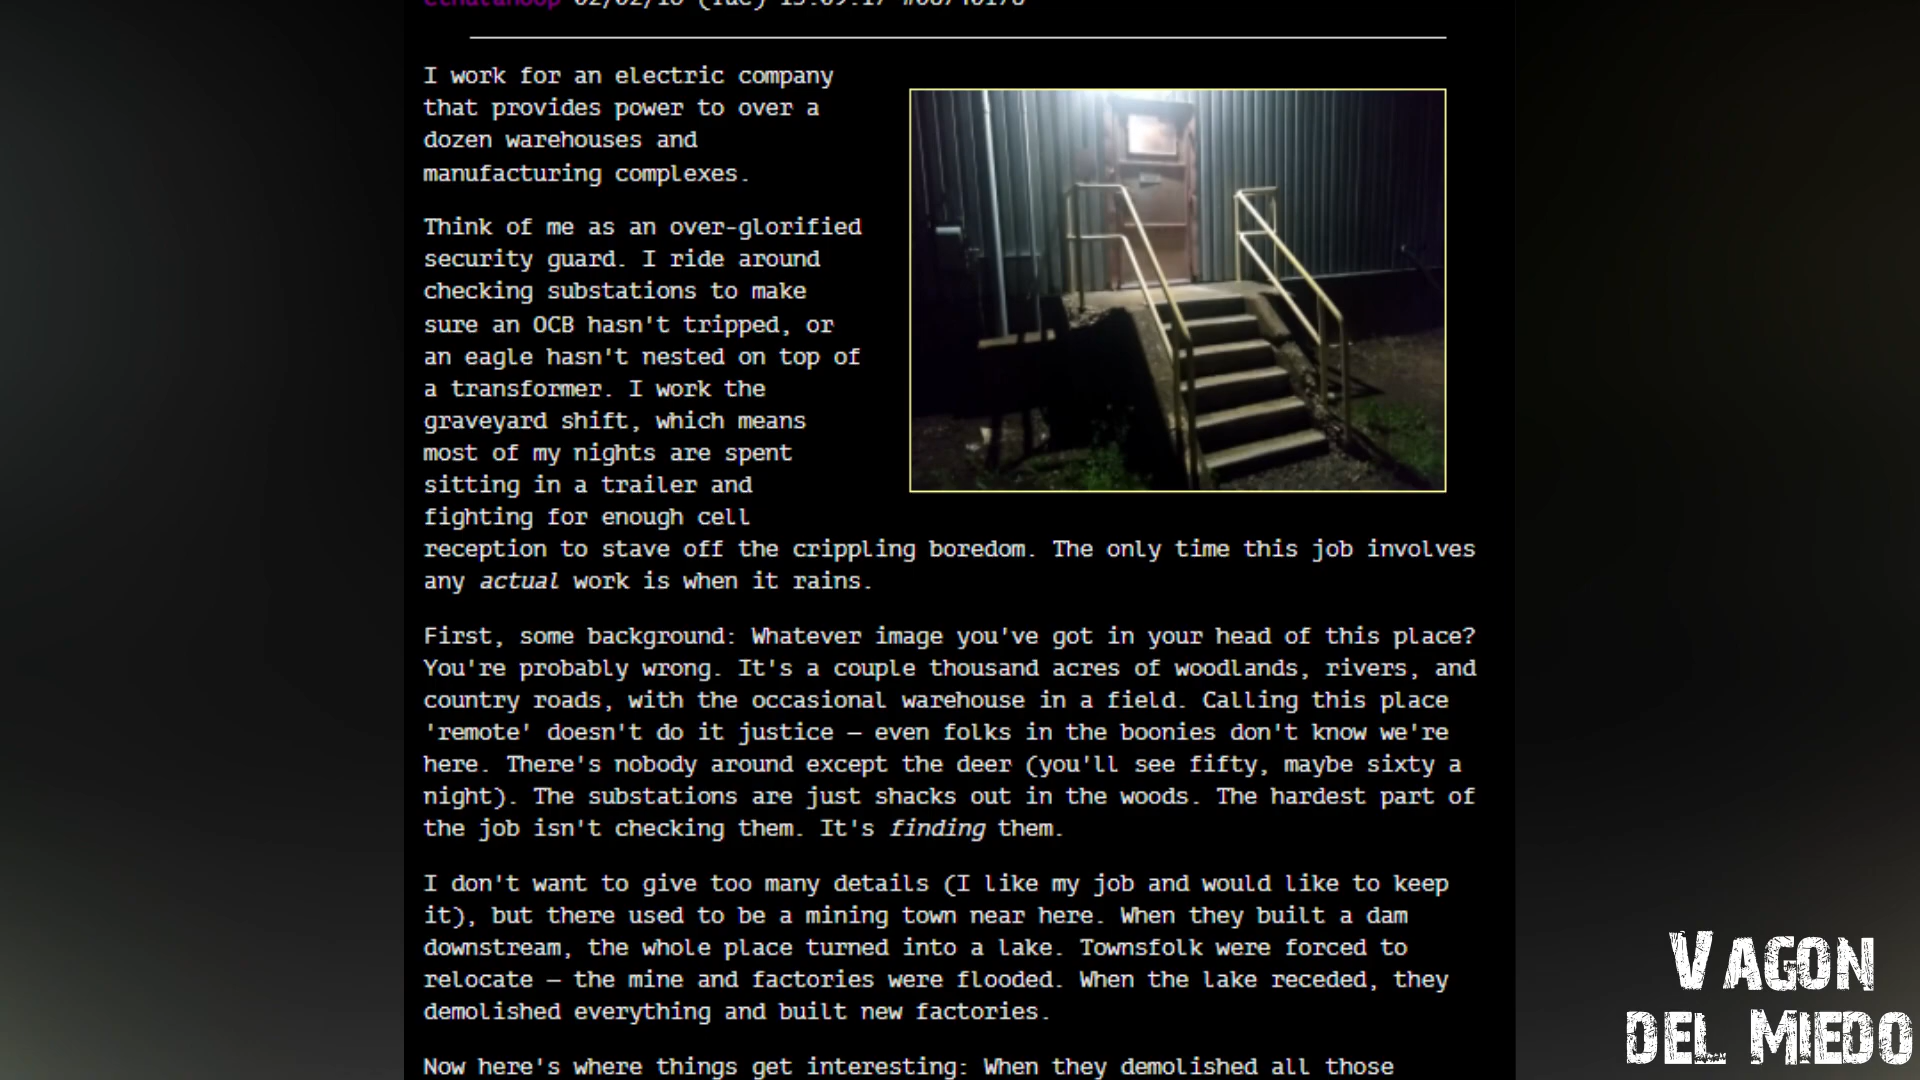 02/02/16 (Tue) 15:09:17 #68746178
I work for an electric company
that provides power to over a
dozen warehouses and
manufacturing complexes.
Think of me as an over-glorified
security guard. I ride around
checking substations to make
sure an OCB hasn't tripped, or
an eagle hasn't nested on top of
a transformer. I work the
graveyard shift, which means
most of my nights are spent
sitting in a trailer and
fighting for enough cell
reception to stave off the crippling boredom. The only time this job involves
any actual work is when it rains.
First, some background: Whatever image you've got in your head of this place?
You're probably wrong. It's a couple thousand acres of woodlands, rivers, and
country roads, with the occasional warehouse in a field. Calling this place
'remote' doesn't do it justice — even folks in the boonies don't know we're
here. There's nobody around except the deer (you'll see fifty, maybe sixty a
night). The substations are just shacks out in the woods. The hardest part of
the job isn't checking them. It's finding them.
I don't want to give too many details (I like my job and would like to keep
it), but there used to be a mining town near here. When they built a dam
downstream, the whole place turned into a lake. Townsfolk were forced to
relocate — the mine and factories were flooded. When the lake receded, they
demolished everything and built new factories.
Now here's where things get interesting: When they demolished all those
VAGON
DEL MIEDO